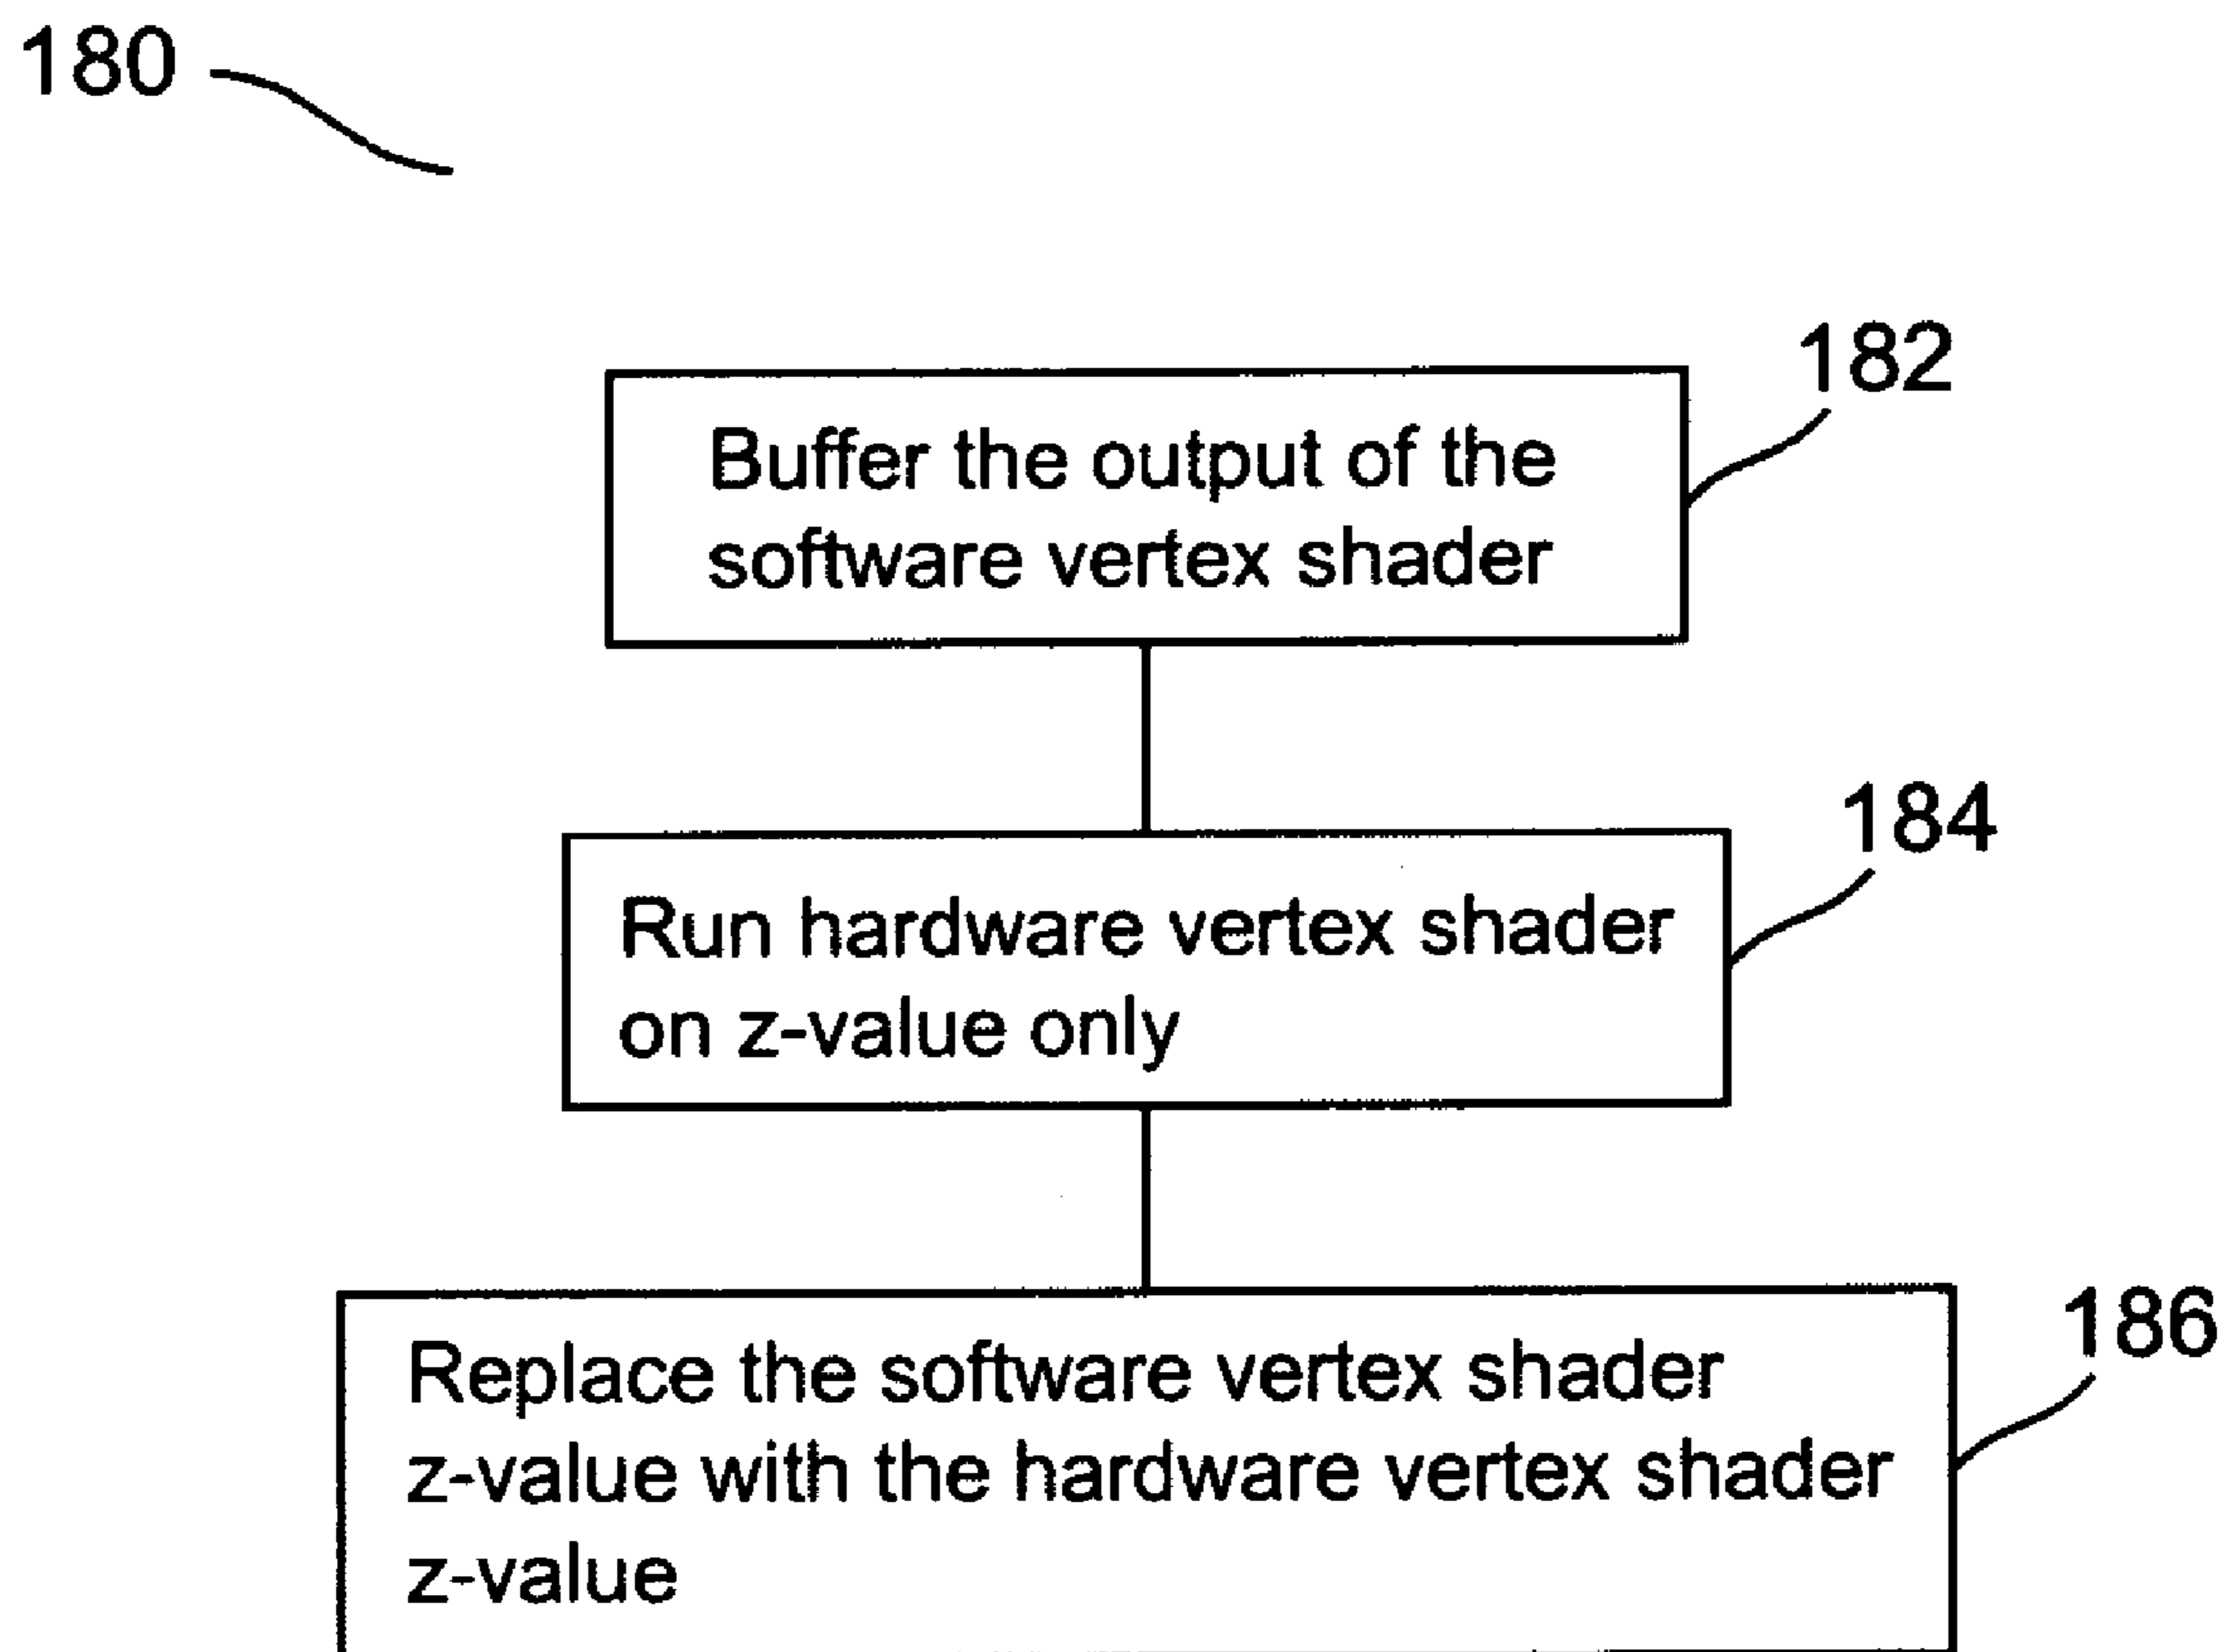 180
182
Buffer the output of the
software vertex shader
184
Run hardware vertex shader
on z-value only
186
Replace the software vertex shader
z-value with the hardware vertex shader
z-value